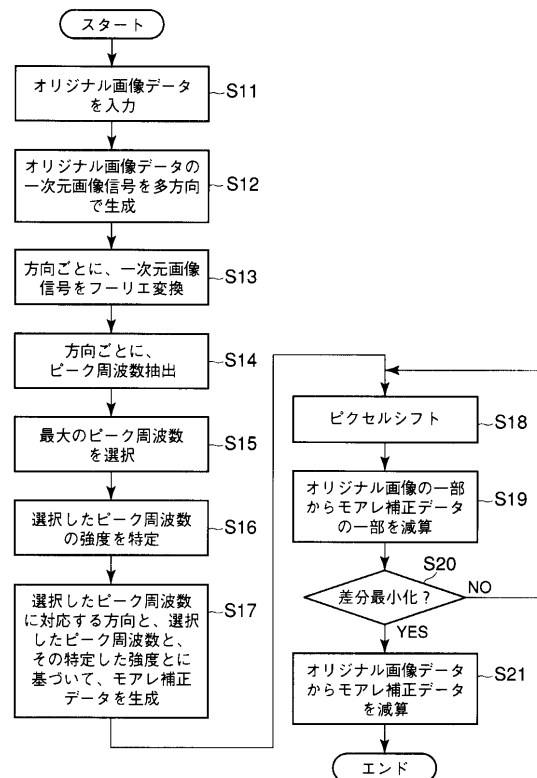 スタート
オリジナル画像データ
を入力
S11
オリジナル画像データの
一次元画像信号を多方向
で生成
S12
方向ごとに、一次元画像
信号をフーリエ変換
S13
方向ごとに、
ピーク周波数抽出
S14
最大のピーク周波数
を選択
S15
選択したピーク周波数
の強度を特定
S16
選択したピーク周波数
に対応する方向と、選択
したピーク周波数と、
その特定した強度とに
基づいて、モアレ補正
データを生成
S17
ピクセルシフト
S18
オリジナル画像の一部
からモアレ補正データ
の一部を減算
S19
S20
差分最小化?
NO
YES
オリジナル画像データ
からモアレ補正データ
を減算
S21
エンド